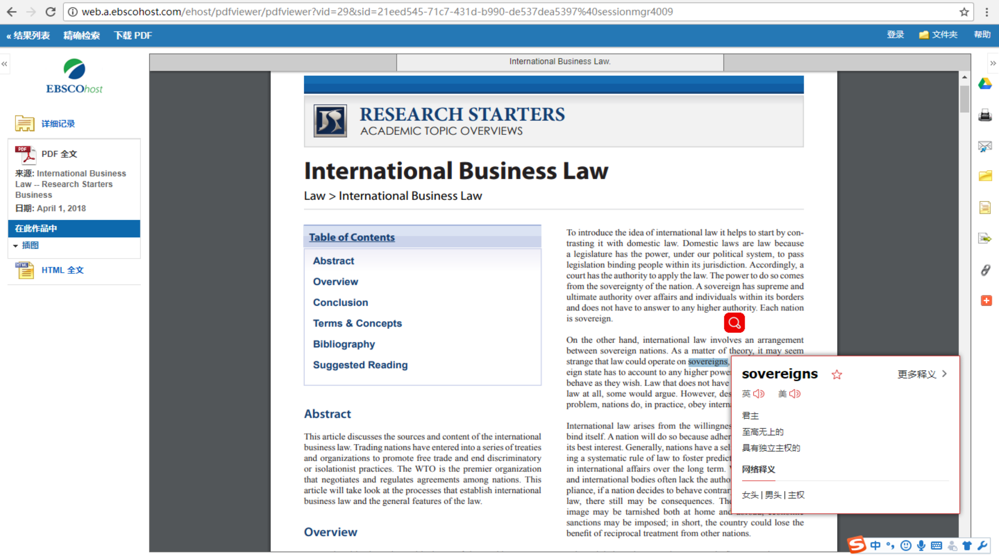 web.a.ebscohost.com/ehost/pdfviewer/pdfviewer?vid=29&sid=21eed545-71c7-431d-b990-de537dea5397%40sessionmgr4009
« 结果列表 精确检索 下载 PDF
登录 文件夹 帮助
EBSCOhost
详细记录
PDF
PDF 全文
来源: International Business
Law -- Research Starters
Business
日期: April 1, 2018
在此作品中
插图
HTML
HTML 全文
International Business Law.
RESEARCH STARTERS
ACADEMIC TOPIC OVERVIEWS
International Business Law
Law > International Business Law
Table of Contents
Abstract
Overview
Conclusion
Terms & Concepts
Bibliography
Suggested Reading
Abstract
This article discusses the sources and content of the international
business law. Trading nations have entered into a series of treaties
and organizations to promote free trade and end discriminatory
or isolationist practices. The WTO is the premier organization
that negotiates and regulates agreements among nations. This
article will take look at the processes that establish international
business law and the general features of the law.
Overview
To introduce the idea of international law it helps to start by con-
trasting it with domestic law. Domestic laws are law because
a legislature has the power, under our political system, to pass
legislation binding people within its jurisdiction. Accordingly, a
court has the authority to apply the law. The power to do so comes
from the sovereignty of the nation. A sovereign has supreme and
ultimate authority over affairs and individuals within its borders
and does not have to answer to any higher authority. Each nation
is sovereign.
On the other hand, international law involves an arrangement
between sovereign nations. As a matter of theory, it may seem
strange that law could operate on sovereigns,
eign state has to account to any higher power
behave as they wish. Law that does not have
law at all, some would argue. However, des
problem, nations do, in practice, obey interna
International law arises from the willingnes
bind itself. A nation will do so because adher
its best interest. Generally, nations have a sel
ing a systematic rule of law to foster predict
in international affairs over the long term.
and international bodies often lack the autho
pliance, if a nation decides to behave contrar
law, there still may be consequences. The
image may be tarnished both at home and
sanctions may be imposed; in short, the country could lose the
benefit of reciprocal treatment from other nations.
sovereigns 更多释义
英 美
君主
至高无上的
具有独立主权的
网络释义
女头 | 男头 | 主权
中